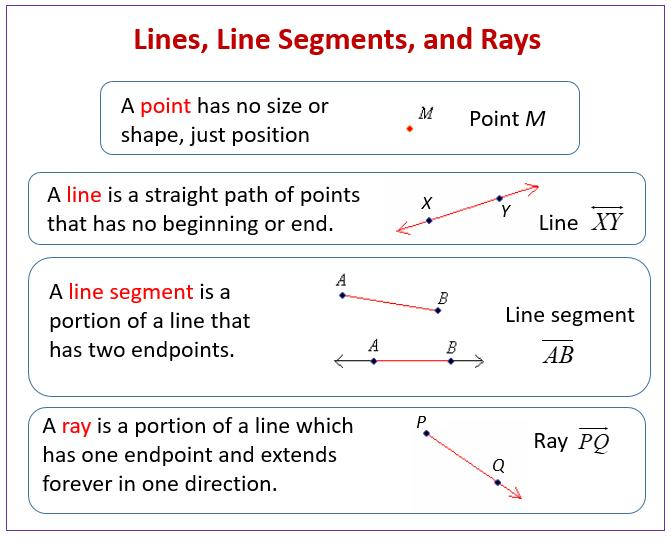 Lines, Line Segments, and Rays
A point has no size or
shape, just position
M
Point M
A line is a straight path of points
that has no beginning or end.
X
Y
Line XY
A line segment is a
portion of a line that
has two endpoints.
A
B
A
B
Line segment
AB
A ray is a portion of a line which
has one endpoint and extends
forever in one direction.
P
Q
Ray PQ